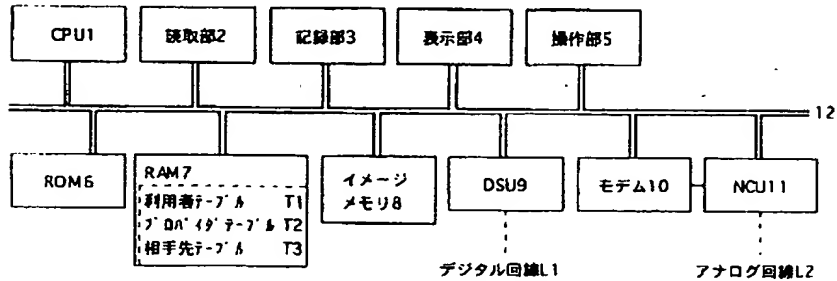 CPU1
読取部2
記録部3
表示部4
操作部5
12
ROM6
RAM7
利用者テーブル T1
プロバイダテーブル T2
相手先テーブル T3
イメージ
メモリ8
DSU9
モデム10
NCU11
デジタル回線L1
アナログ回線L2